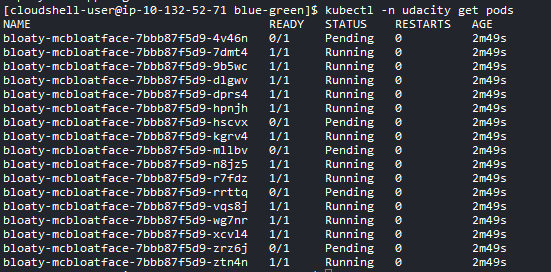 [cloudshell-user@ip-10-132-52-71 blue-green]$ kubectl -n udacity get pods
NAME READY STATUS RESTARTS AGE
bloaty-mcbloatface-7bbb87f5d9-4v46n 0/1 Pending 0 2m49s
bloaty-mcbloatface-7bbb87f5d9-7dmt4 1/1 Running 0 2m49s
bloaty-mcbloatface-7bbb87f5d9-9b5wc 1/1 Running 0 2m49s
bloaty-mcbloatface-7bbb87f5d9-dlgwv 1/1 Running 0 2m49s
bloaty-mcbloatface-7bbb87f5d9-dprs4 1/1 Running 0 2m49s
bloaty-mcbloatface-7bbb87f5d9-hpnjh 1/1 Running 0 2m49s
bloaty-mcbloatface-7bbb87f5d9-hscvx 0/1 Pending 0 2m49s
bloaty-mcbloatface-7bbb87f5d9-kgrv4 1/1 Running 0 2m49s
bloaty-mcbloatface-7bbb87f5d9-mllbv 0/1 Pending 0 2m49s
bloaty-mcbloatface-7bbb87f5d9-n8jz5 1/1 Running 0 2m49s
bloaty-mcbloatface-7bbb87f5d9-r7fdz 1/1 Running 0 2m49s
bloaty-mcbloatface-7bbb87f5d9-rrttq 0/1 Pending 0 2m49s
bloaty-mcbloatface-7bbb87f5d9-vqs8j 1/1 Running 0 2m49s
bloaty-mcbloatface-7bbb87f5d9-wg7nr 1/1 Running 0 2m49s
bloaty-mcbloatface-7bbb87f5d9-xcvl4 1/1 Running 0 2m49s
bloaty-mcbloatface-7bbb87f5d9-zrz6j 0/1 Pending 0 2m49s
bloaty-mcbloatface-7bbb87f5d9-ztn4n 1/1 Running 0 2m49s